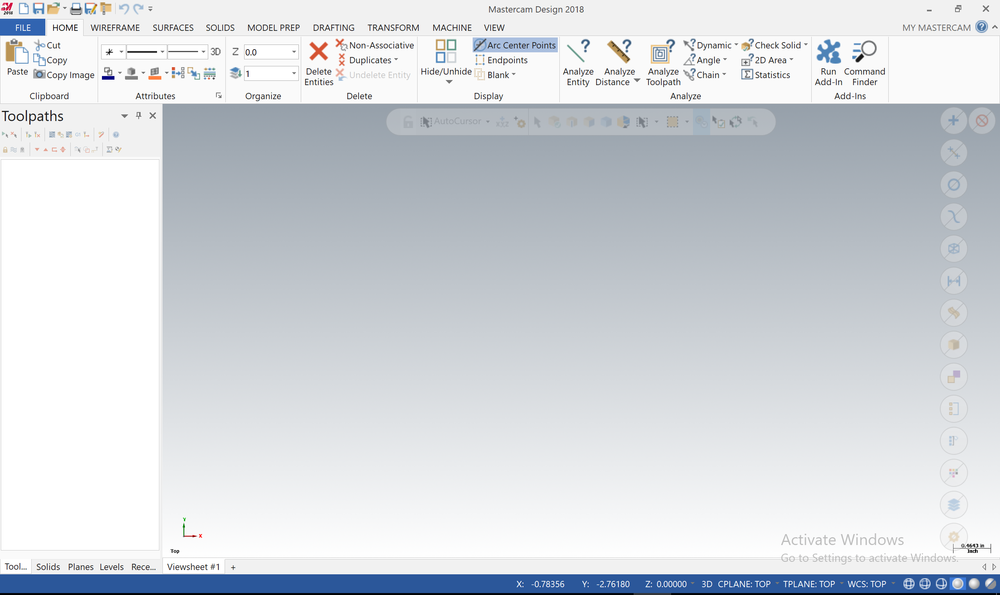 2018
Mastercam Design 2018
FILE HOME WIREFRAME SURFACES SOLIDS MODEL PREP DRAFTING TRANSFORM MACHINE VIEW MY MASTERCAM
Paste
Cut
Copy
Copy Image
Clipboard
3D
Attributes
Z 0.0
1
Organize
Delete
Entities
Non-Associative
Duplicates
Undelete Entity
Delete
Hide/Unhide
Arc Center Points
Endpoints
Blank
Display
Analyze
Entity
Analyze
Distance
Analyze
Toolpath
Dynamic
Angle
Chain
Check Solid
2D Area
Statistics
Analyze
Run
Add-In
Command
Finder
Add-Ins
Toolpaths
G1
AutoCursor
XYZ
Y
X
Top
Activate Windows
Go to Settings to activate Windows.
0.4643 in
Inch
Tool... Solids Planes Levels Rece...
Viewsheet #1 +
X: -0.78356 Y: -2.76180 Z: 0.00000 3D CPLANE: TOP TPLANE: TOP WCS: TOP